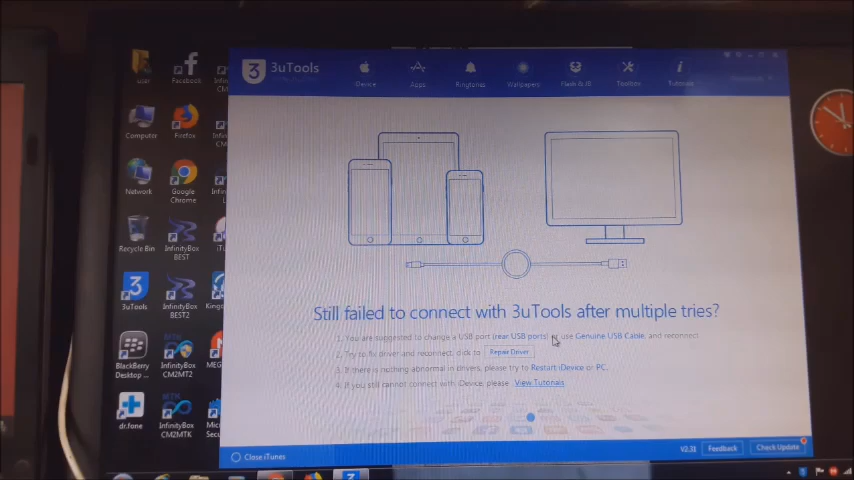 3uTools
Device
Apps
Ringtones
Wallpapers
Flash & JB
Toolbox
Tutorials
user
Facebook
Computer
Firefox
Network
Google
Chrome
Recycle Bin
InfinityBox
BEST
3uTools
InfinityBox
BEST2
BlackBerry
Desktop ...
InfinityBox
CM2MT2
dr.fone
InfinityBox
CM2MTK
Still failed to connect with 3uTools after multiple tries?
1. You are suggested to change a USB port (rear USB ports) or use Genuine USB Cable, and reconnect
2. Try to fix driver and reconnect, click to Repair Driver
3. If there is nothing abnormal in drivers, please try to Restart iDevice or PC.
4. If you still cannot connect with iDevice, please View Tutorials
Close iTunes
V2.31
Feedback
Check Update